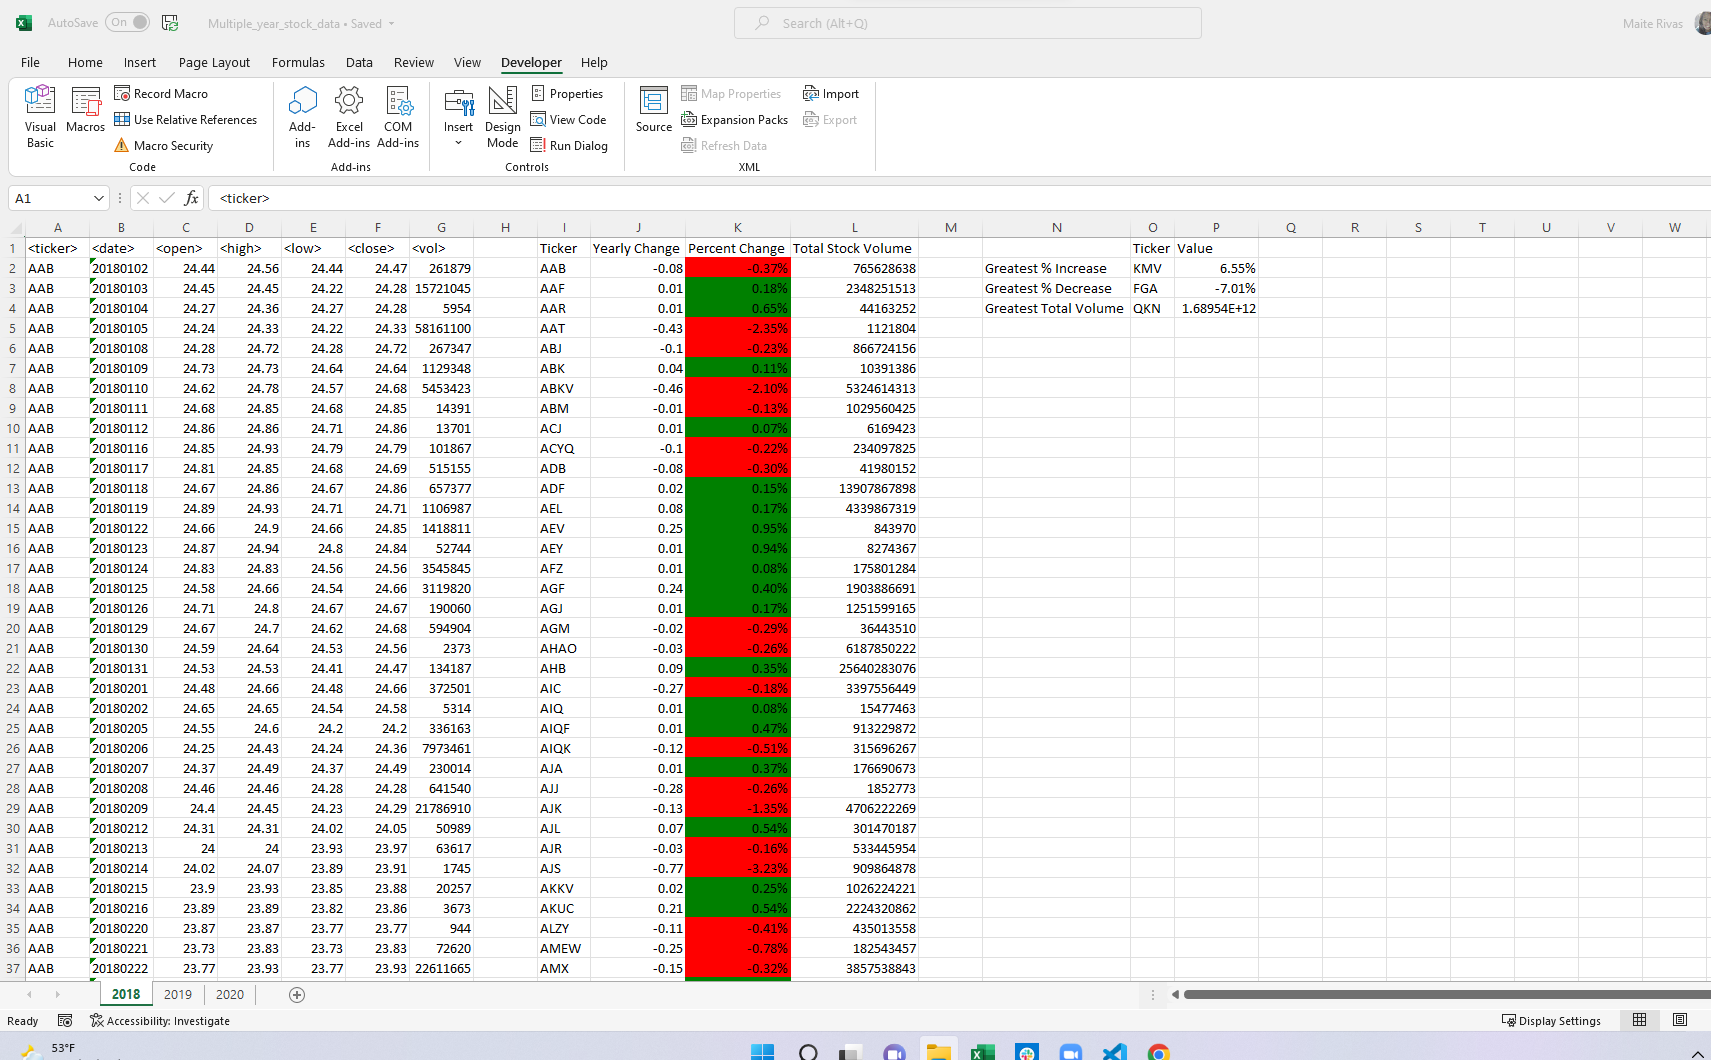 AutoSave On Multiple_year_stock_data • Saved Search (Alt+Q) Maite Rivas
File Home Insert Page Layout Formulas Data Review View Developer Help
Visual Basic Macros Record Macro Use Relative References Macro Security Code
Add-ins Excel Add-ins COM Add-ins Add-ins
Insert Design Mode Properties View Code Run Dialog Controls
Source Map Properties Expansion Packs Refresh Data Import Export XML
A1 fx <ticker>
A B C D E F G H I J K L M N O P Q R S T U V W
1 <ticker> <date> <open> <high> <low> <close> <vol> Ticker Yearly Change Percent Change Total Stock Volume Ticker Value
2 AAB 20180102 24.44 24.56 24.44 24.47 261879 AAB -0.08 -0.37% 765628638 Greatest % Increase KMV 6.55%
3 AAB 20180103 24.45 24.45 24.22 24.28 15721045 AAF 0.01 0.18% 2348251513 Greatest % Decrease FGA -7.01%
4 AAB 20180104 24.27 24.36 24.27 24.28 5954 AAR 0.01 0.65% 44163252 Greatest Total Volume QKN 1.68954E+12
5 AAB 20180105 24.24 24.33 24.22 24.33 58161100 AAT -0.43 -2.35% 1121804
6 AAB 20180108 24.28 24.72 24.28 24.72 267347 ABJ -0.1 -0.23% 866724156
7 AAB 20180109 24.73 24.73 24.64 24.64 1129348 ABK 0.04 0.11% 10391386
8 AAB 20180110 24.62 24.78 24.57 24.68 5453423 ABKV -0.46 -2.10% 5324614313
9 AAB 20180111 24.68 24.85 24.68 24.85 14391 ABM -0.01 -0.13% 1029560425
10 AAB 20180112 24.86 24.86 24.71 24.86 13701 ACJ 0.01 0.07% 6169423
11 AAB 20180116 24.85 24.93 24.79 24.79 101867 ACYQ -0.1 -0.22% 234097825
12 AAB 20180117 24.81 24.85 24.68 24.69 515155 ADB -0.08 -0.30% 41980152
13 AAB 20180118 24.67 24.86 24.67 24.86 657377 ADF 0.02 0.15% 13907867898
14 AAB 20180119 24.89 24.93 24.71 24.71 1106987 AEL 0.08 0.17% 4339867319
15 AAB 20180122 24.66 24.9 24.66 24.85 1418811 AEV 0.25 0.95% 843970
16 AAB 20180123 24.87 24.94 24.8 24.84 52744 AEY 0.01 0.94% 8274367
17 AAB 20180124 24.83 24.83 24.56 24.56 3545845 AFZ 0.01 0.08% 175801284
18 AAB 20180125 24.58 24.66 24.54 24.66 3119820 AGF 0.24 0.40% 1903886691
19 AAB 20180126 24.71 24.8 24.67 24.67 190060 AGJ 0.01 0.17% 1251599165
20 AAB 20180129 24.67 24.7 24.62 24.68 594904 AGM -0.02 -0.29% 36443510
21 AAB 20180130 24.59 24.64 24.53 24.56 2373 AHAO -0.03 -0.26% 6187850222
22 AAB 20180131 24.53 24.53 24.41 24.47 134187 AHB 0.09 0.35% 25640283076
23 AAB 20180201 24.48 24.66 24.48 24.66 372501 AIC -0.27 -0.18% 3397556449
24 AAB 20180202 24.65 24.65 24.54 24.58 5314 AIQ 0.01 0.08% 15477463
25 AAB 20180205 24.55 24.6 24.2 24.2 336163 AIQF 0.01 0.47% 913229872
26 AAB 20180206 24.25 24.43 24.24 24.36 7973461 AIQK -0.12 -0.51% 315696267
27 AAB 20180207 24.37 24.49 24.37 24.49 230014 AJA 0.01 0.37% 176690673
28 AAB 20180208 24.46 24.46 24.28 24.28 641540 AJJ -0.28 -0.26% 1852773
29 AAB 20180209 24.4 24.45 24.23 24.29 21786910 AJK -0.13 -1.35% 4706222269
30 AAB 20180212 24.31 24.31 24.02 24.05 50989 AJL 0.07 0.54% 301470187
31 AAB 20180213 24 24 23.93 23.97 63617 AJR -0.03 -0.16% 533445954
32 AAB 20180214 24.02 24.07 23.89 23.91 1745 AJS -0.77 -3.23% 909864878
33 AAB 20180215 23.9 23.93 23.85 23.88 20257 AKKV 0.02 0.25% 1026224221
34 AAB 20180216 23.89 23.89 23.82 23.86 3673 AKUC 0.21 0.54% 2224320862
35 AAB 20180220 23.87 23.87 23.77 23.77 944 ALZY -0.11 -0.41% 435013558
36 AAB 20180221 23.73 23.83 23.73 23.83 72620 AMEW -0.25 -0.78% 182543457
37 AAB 20180222 23.77 23.93 23.77 23.93 22611665 AMX -0.15 -0.32% 3857538843
2018 2019 2020
Ready Accessibility: Investigate Display Settings
53°F